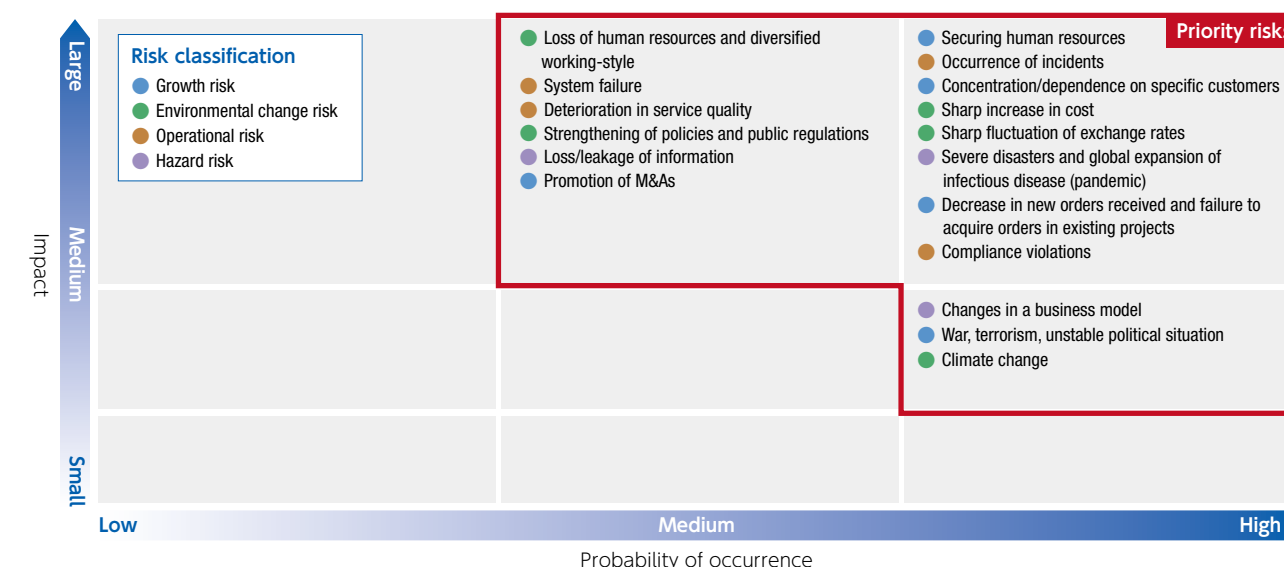 Large
Medium
Small
Impact
Risk classification
Growth risk
Environmental change risk
Operational risk
Hazard risk
Loss of human resources and diversified
working-style
System failure
Deterioration in service quality
Strengthening of policies and public regulations
Loss/leakage of information
Promotion of M&As
Priority risks
Securing human resources
Occurrence of incidents
Concentration/dependence on specific customers
Sharp increase in cost
Sharp fluctuation of exchange rates
Severe disasters and global expansion of
infectious disease (pandemic)
Decrease in new orders received and failure to
acquire orders in existing projects
Compliance violations
Changes in a business model
War, terrorism, unstable political situation
Climate change
Low
Medium
High
Probability of occurrence